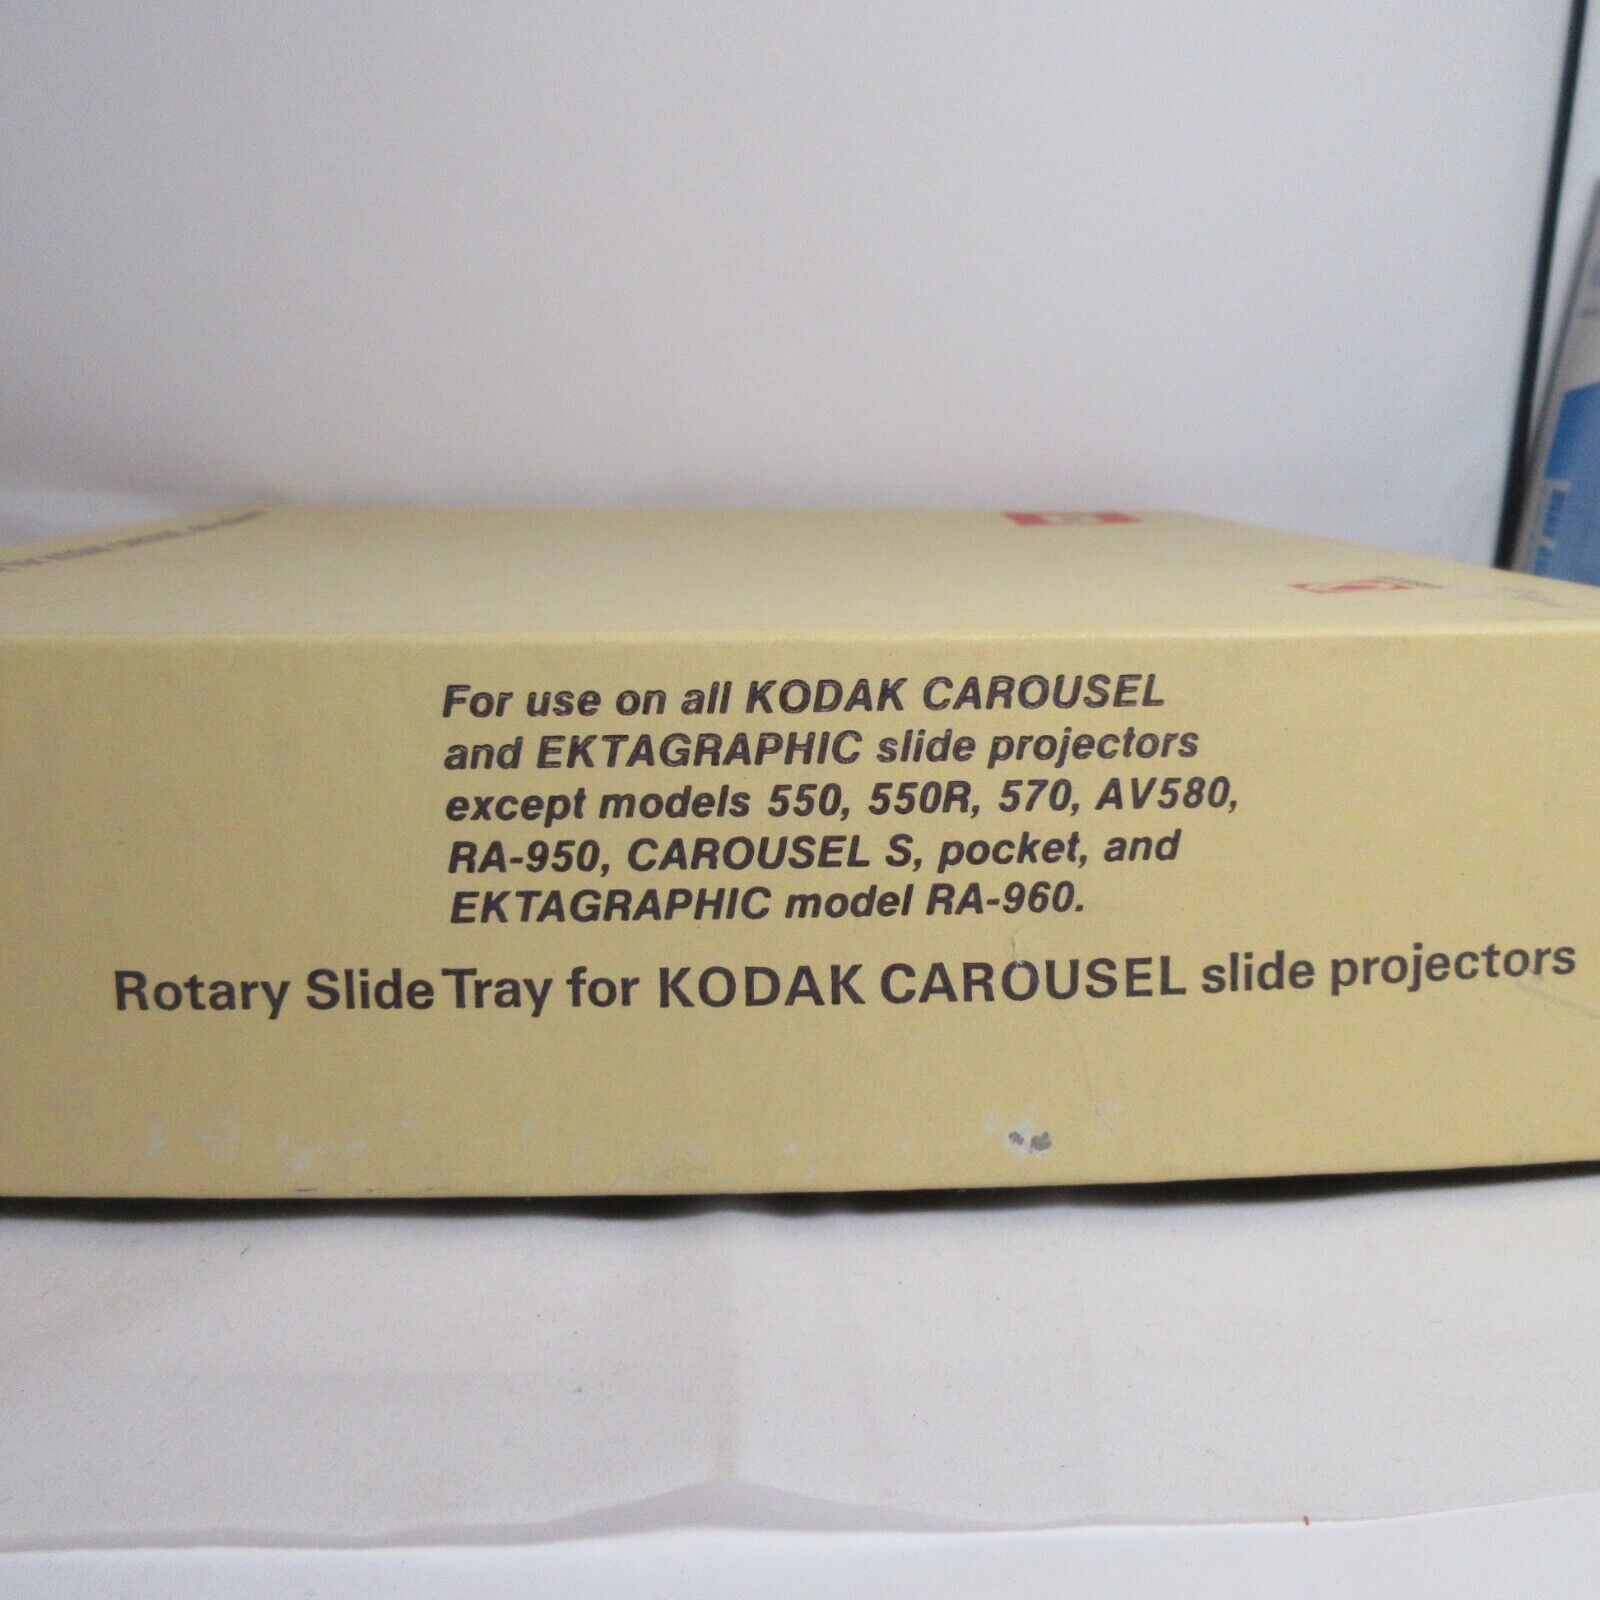 For use on all KODAK CAROUSEL
and EKTAGRAPHIC slide projectors
except models 550, 550R, 570, AV580,
RA-950, CAROUSEL S, pocket, and
EKTAGRAPHIC model RA-960.
Rotary Slide Tray for KODAK CAROUSEL slide projectors